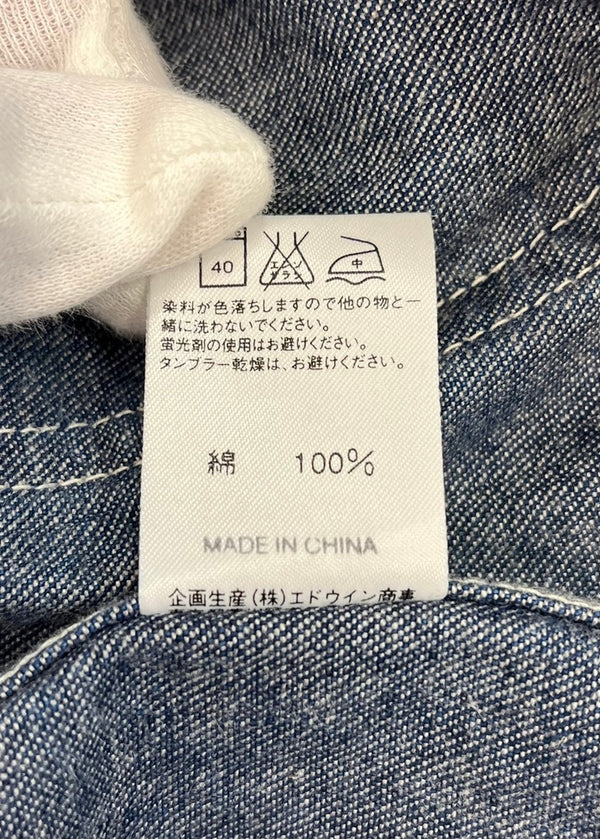 40
エンソ
サラシ
中
染料が色落ちしますので他の物と一
緒に洗わないでください。
蛍光剤の使用はお避けください。
タンブラー乾燥は、お避けください。
綿 100%
MADE IN CHINA
企画生産(株)エドウイン商事